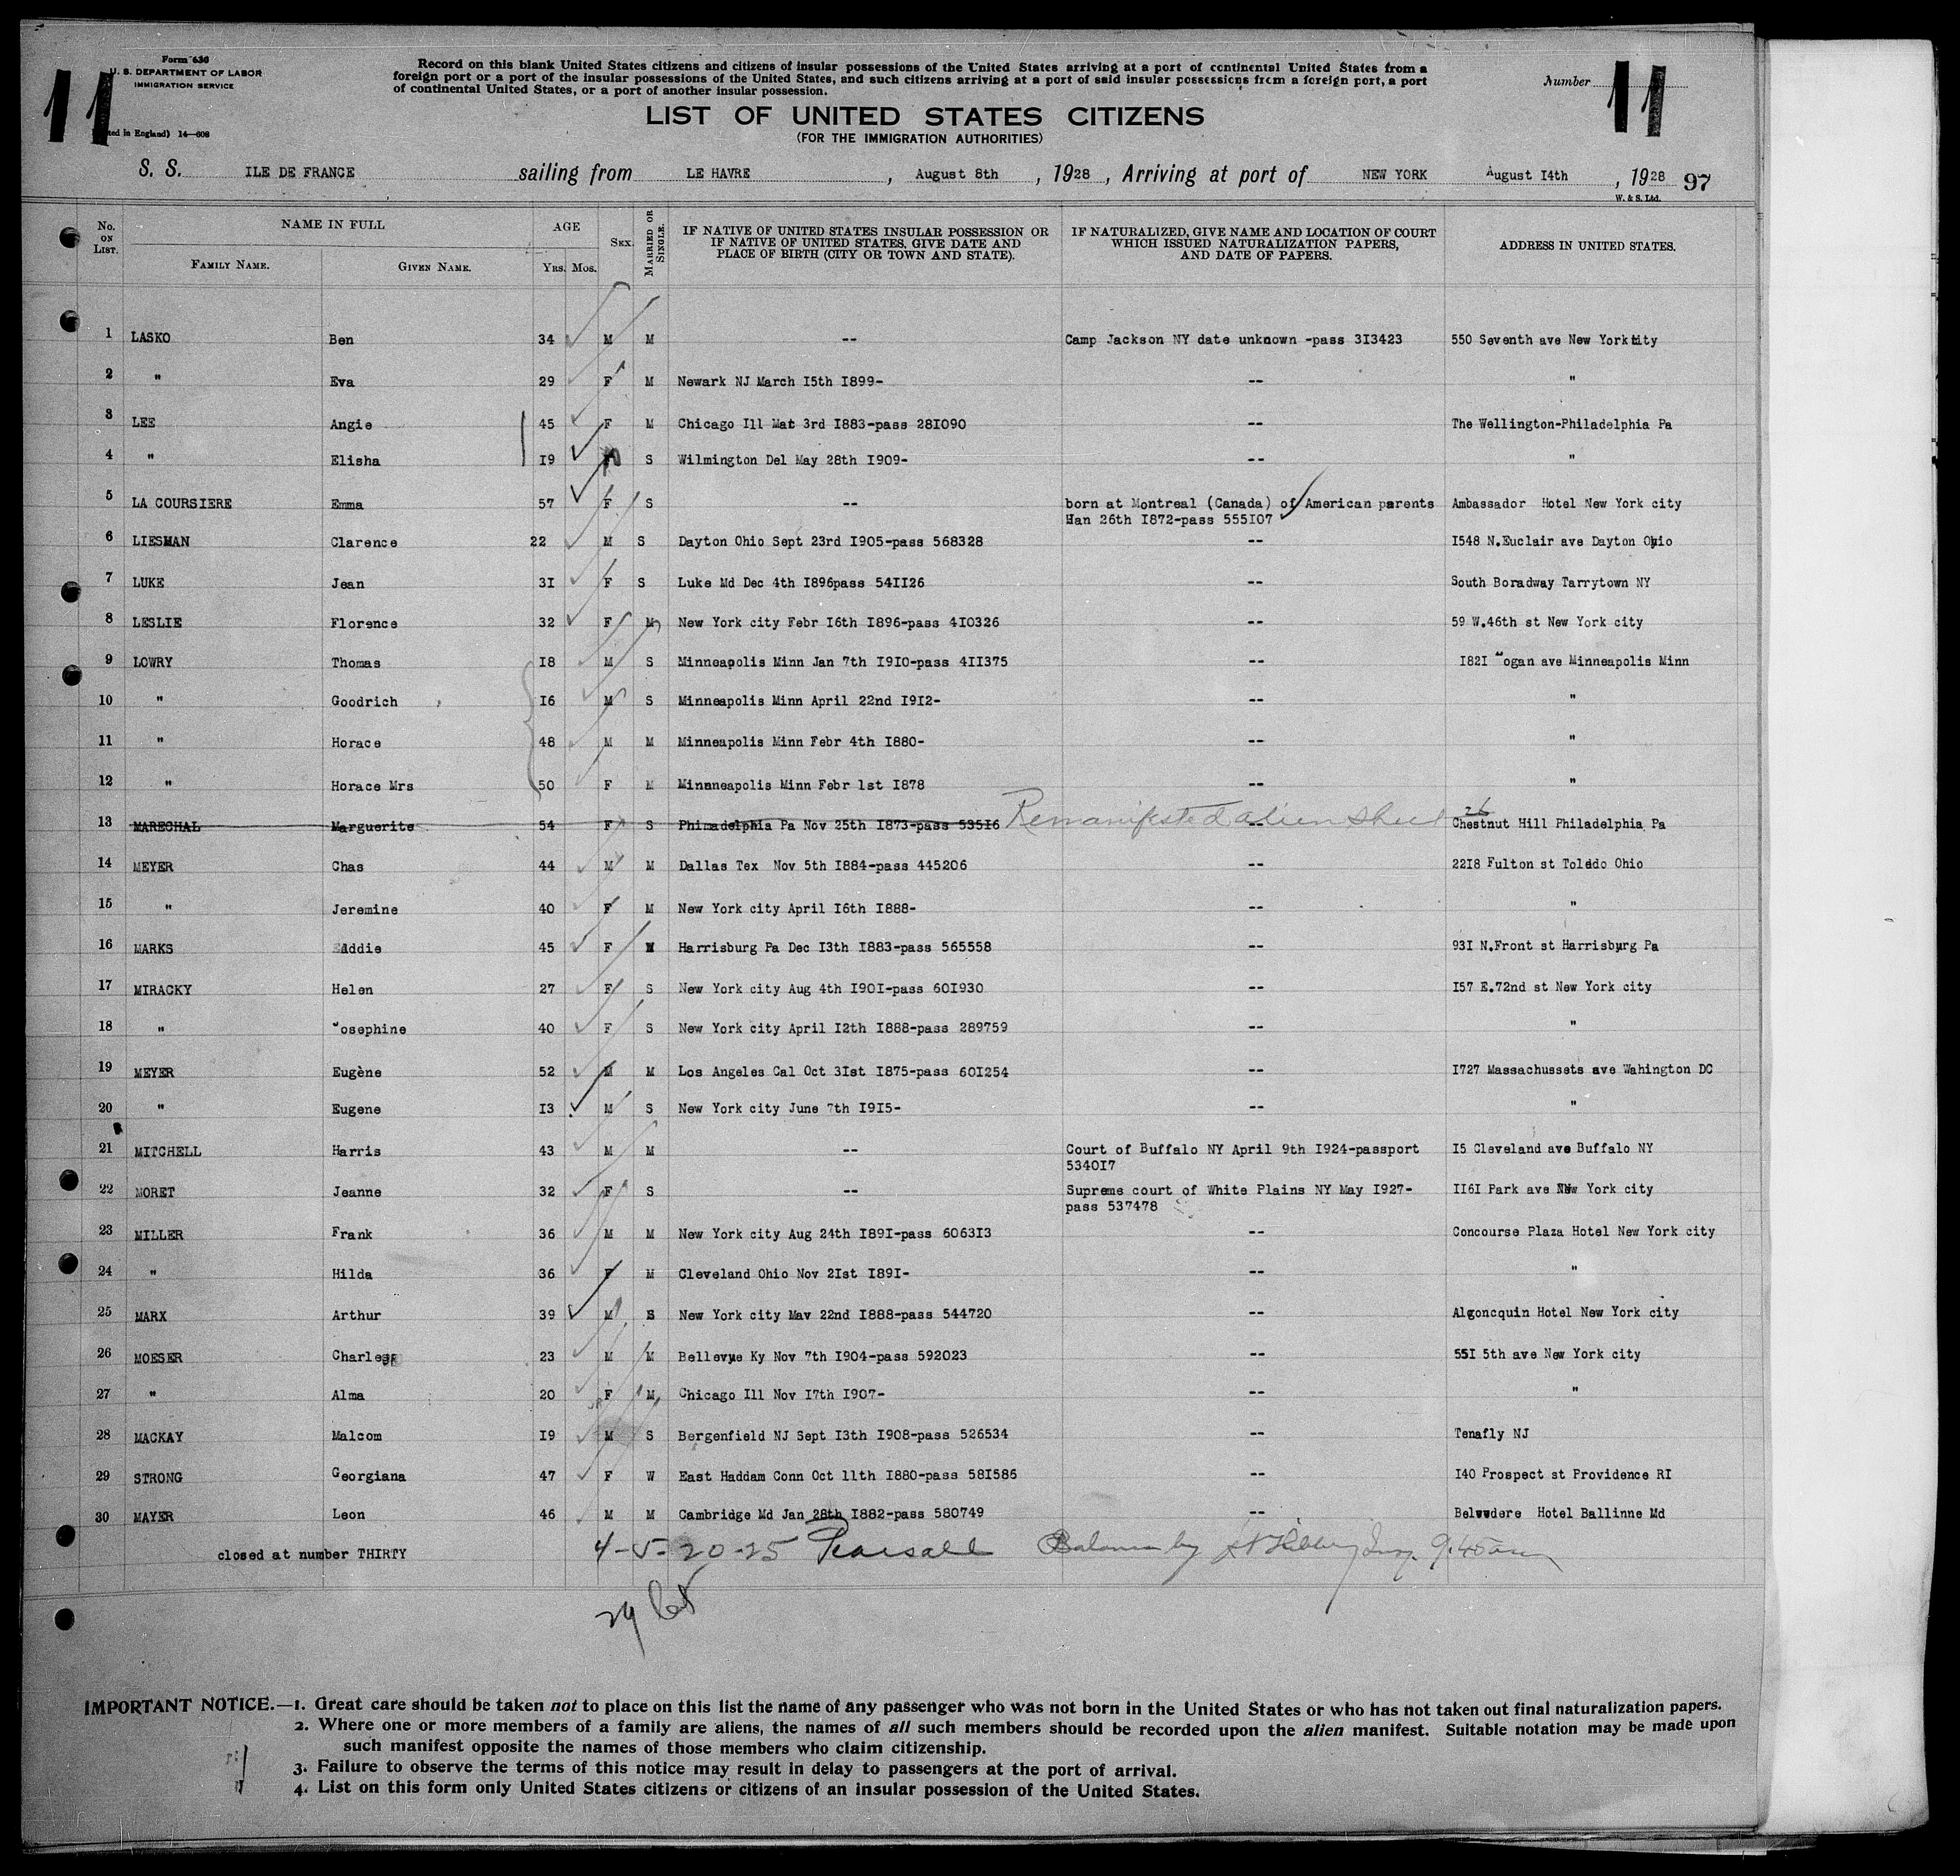 11
Form 630
U. S. DEPARTMENT OF LABOR
IMMIGRATION SERVICE
ted in England) 14—608
Record on this blank United States citizens and citizens of insular possessions of the United States arriving at a port of continental United States from a
foreign port or a port of the insular possessions of the United States, and such citizens arriving at a port of said insular possessions from a foreign port, a port
of continental United States, or a port of another insular possession.
Number 11
LIST OF UNITED STATES CITIZENS
(FOR THE IMMIGRATION AUTHORITIES)
S. S. ILE DE FRANCE sailing from LE HAVRE , August 8th , 1928 , Arriving at port of NEW YORK August I4th , 1928 97
W. & S. Ltd.
No. ON LIST. NAME IN FULL FAMILY NAME. GIVEN NAME. AGE YRS. MOS. SEX. MARRIED OR SINGLE. IF NATIVE OF UNITED STATES INSULAR POSSESSION OR IF NATIVE OF UNITED STATES, GIVE DATE AND PLACE OF BIRTH (CITY OR TOWN AND STATE). IF NATURALIZED, GIVE NAME AND LOCATION OF COURT WHICH ISSUED NATURALIZATION PAPERS, AND DATE OF PAPERS. ADDRESS IN UNITED STATES.
1 LASKO Ben 34 M M -- Camp Jackson NY date unknown -pass 3I3423 550 Seventh ave New York city
2 " Eva 29 F M Newark NJ March I5th I899- -- "
3 LEE Angie 45 F M Chicago Ill Mat 3rd I883-pass 28I090 -- The Wellington-Philadelphia Pa
4 " Elisha I9 M S Wilmington Del May 28th I909- -- "
5 LA COURSIERE Emma 57 F S -- born at Montreal (Canada) of American parents Ambassador Hotel New York city
Han 26th I872-pass 555I07
6 LIESMAN Clarence 22 M S Dayton Ohio Sept 23rd I905-pass 568328 -- I548 N.Euclair ave Dayton Ohio
7 LUKE Jean 3I F S Luke Md Dec 4th I896pass 54II26 -- South Boradway Tarrytown NY
8 LESLIE Florence 32 F M New York city Febr I6th I896-pass 4I0326 -- 59 W.46th st New York city
9 LOWRY Thomas I8 M S Minneapolis Minn Jan 7th I9I0-pass 4II375 -- I82I ogan ave Minneapolis Minn
10 " Goodrich I6 M S Minneapolis Minn April 22nd I9I2- -- "
11 " Horace 48 M M Minneapolis Minn Febr 4th I880- -- "
12 " Horace Mrs 50 F M Minnneapolis Minn Febr 1st I878 -- "
13 MARECHAL Marguerite 54 F S Phimadelphia Pa Nov 25th I873-pass 535I6 Remanifested alien sheet 26 -- Chestnut Hill Philadelphia Pa
14 MEYER Chas 44 M M Dallas Tex Nov 5th I884-pass 445206 -- 22I8 Fulton st Toledo Ohio
15 " Jeremine 40 F M New York city April I6th I888- -- "
16 MARKS Eddie 45 F W Harrisburg Pa Dec I3th I883-pass 565558 -- 93I N.Front st Harrisburg Pa
17 MIRACKY Helen 27 F S New York city Aug 4th I90I-pass 60I930 -- I57 E.72nd st New York city
18 " Josephine 40 F S New York city April I2th I888-pass 289759 -- "
19 MEYER Eugène 52 M M Los Angeles Cal Oct 3Ist I875-pass 60I254 -- I727 Massachussets ave Wahington DC
20 " Eugene I3 M S New York city June 7th I9I5- -- "
21 MITCHELL Harris 43 M M -- Court of Buffalo NY April 9th I924-passport I5 Cleveland ave Buffalo NY
5340I7
22 MORET Jeanne 32 F S -- Supreme court of White Plains NY May I927- II6I Park ave New York city
pass 537478
23 MILLER Frank 36 M M New York city Aug 24th I89I-pass 6063I3 -- Concourse Plaza Hotel New York city
24 " Hilda 36 F M Cleveland Ohio Nov 2Ist I89I- -- "
25 MARX Arthur 39 M S New York city May 22nd I888-pass 544720 -- Algoncquin Hotel New York city
26 MOESER Charles 23 M M Bellevue Ky Nov 7th I904-pass 592023 -- 55I 5th ave New York city
27 " Alma 20 F M Chicago Ill Nov I7th I907- -- "
28 MACKAY Malcom I9 M S Bergenfield NJ Sept I3th I908-pass 526534 -- Tenafly NJ
29 STRONG Georgiana 47 F W East Haddam Conn Oct 11th I880-pass 58I586 -- I40 Prospect st Providence RI
30 MAYER Leon 46 M M Cambridge Md Jan 28th I882-pass 580749 -- Belvedere Hotel Ballinne Md
closed at number THIRTY 4-5-20-25 Pearsall Balance by 9.40 am
29
IMPORTANT NOTICE.—1. Great care should be taken not to place on this list the name of any passenger who was not born in the United States or who has not taken out final naturalization papers.
2. Where one or more members of a family are aliens, the names of all such members should be recorded upon the alien manifest. Suitable notation may be made upon
such manifest opposite the names of those members who claim citizenship.
3. Failure to observe the terms of this notice may result in delay to passengers at the port of arrival.
4. List on this form only United States citizens or citizens of an insular possession of the United States.